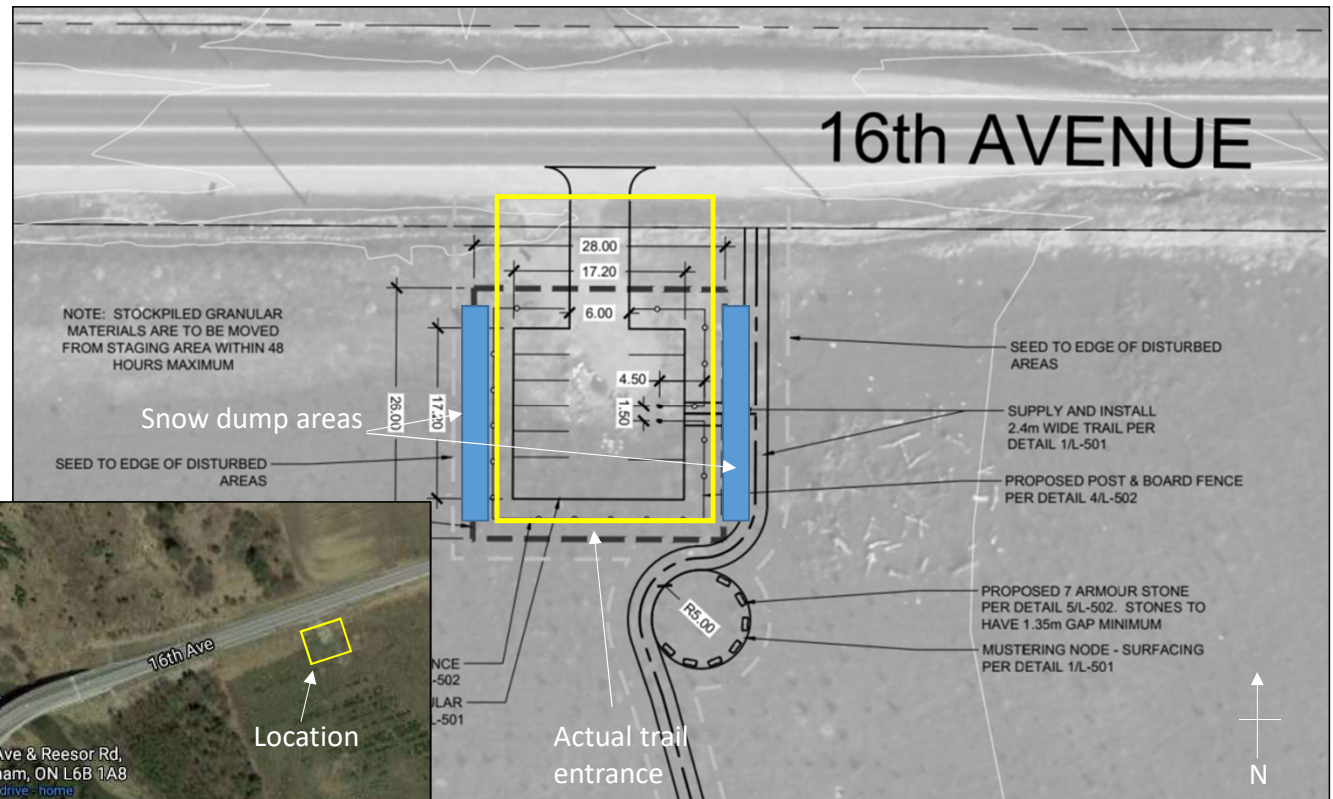 16th AVENUE
28.00
17.20
6.00
NOTE: STOCKPILED GRANULAR
MATERIALS ARE TO BE MOVED
FROM STAGING AREA WITHIN 48
HOURS MAXIMUM
SEED TO EDGE OF DISTURBED
AREAS
4.50
1.50
26.00
17.20
Snow dump areas
SUPPLY AND INSTALL
2.4m WIDE TRAIL PER
DETAIL 1/L-501
SEED TO EDGE OF DISTURBED
AREAS
PROPOSED POST & BOARD FENCE
PER DETAIL 4/L-502
PROPOSED 7 ARMOUR STONE
PER DETAIL 5/L-502. STONES TO
HAVE 1.35m GAP MINIMUM
R5.00
MUSTERING NODE - SURFACING
PER DETAIL 1/L-501
NCE
-502
LAR
L-501
16th Ave
Location
Actual trail
entrance
Ave & Reesor Rd,
am, ON L6B 1A8
drive - home
N